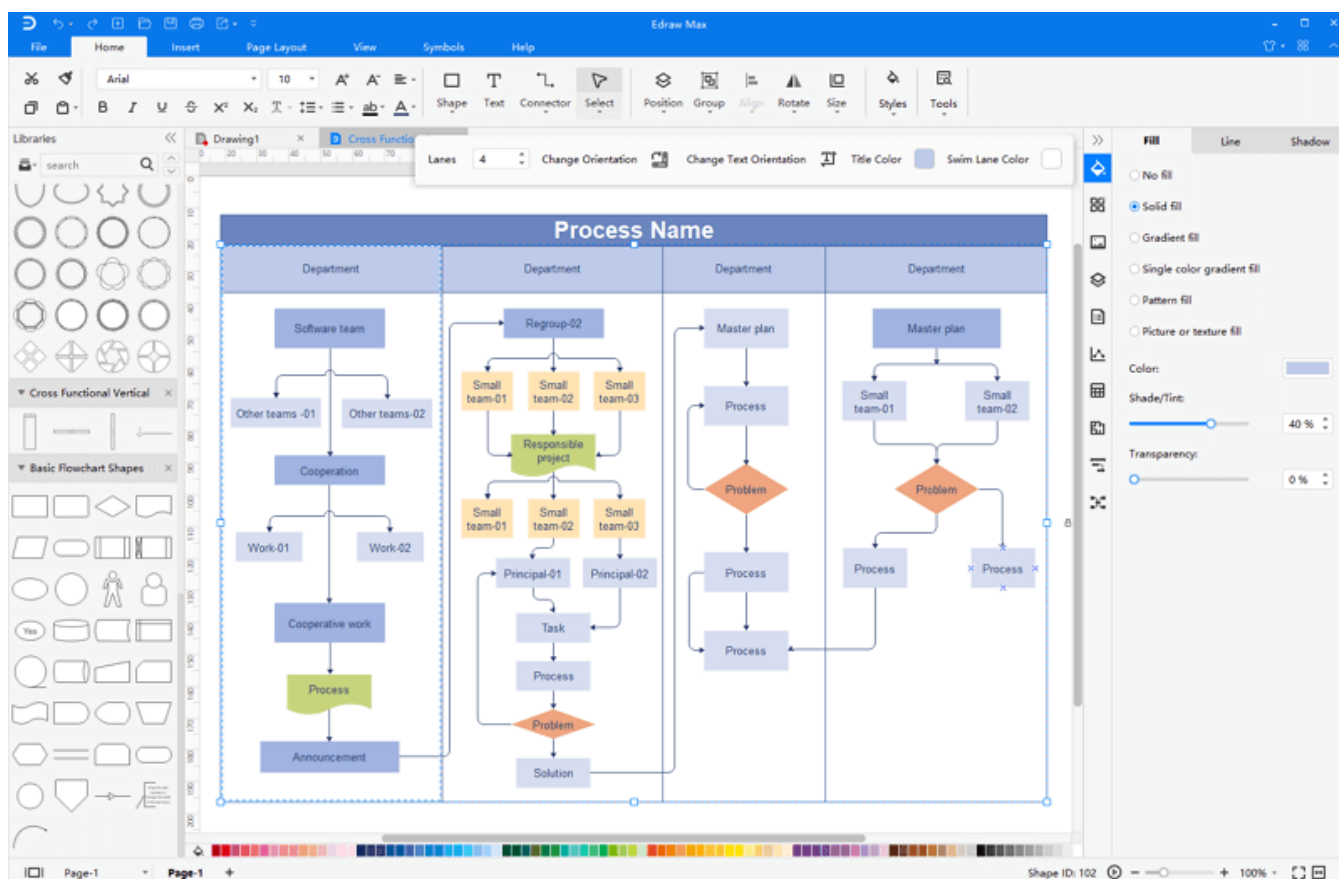 Edraw Max
File Home Insert Page Layout View Symbols Help
Arial 10
Shape Text Connector Select Position Group Align Rotate Size Styles Tools
Libraries
search
Drawing1
Cross Functio
Lanes 4 Change Orientation Change Text Orientation Title Color Swim Lane Color
Fill Line Shadow
No fill
Solid fill
Gradient fill
Single color gradient fill
Pattern fill
Picture or texture fill
Color:
Shade/Tint:
40 %
Transparency:
0 %
Cross Functional Vertical
Basic Flowchart Shapes
Yes
Process Name
Department
Software team
Other teams -01
Other teams-02
Cooperation
Work-01
Work-02
Cooperative work
Process
Announcement
Department
Regroup-02
Small
team-01
Small
team-02
Small
team-03
Responsible
project
Small
team-01
Small
team-02
Small
team-03
Principal-01
Principal-02
Task
Process
Problem
Solution
Department
Master plan
Process
Problem
Process
Process
Department
Master plan
Small
team-01
Small
team-02
Problem
Process
Process
Page-1 Page-1 + Shape ID: 102 100%